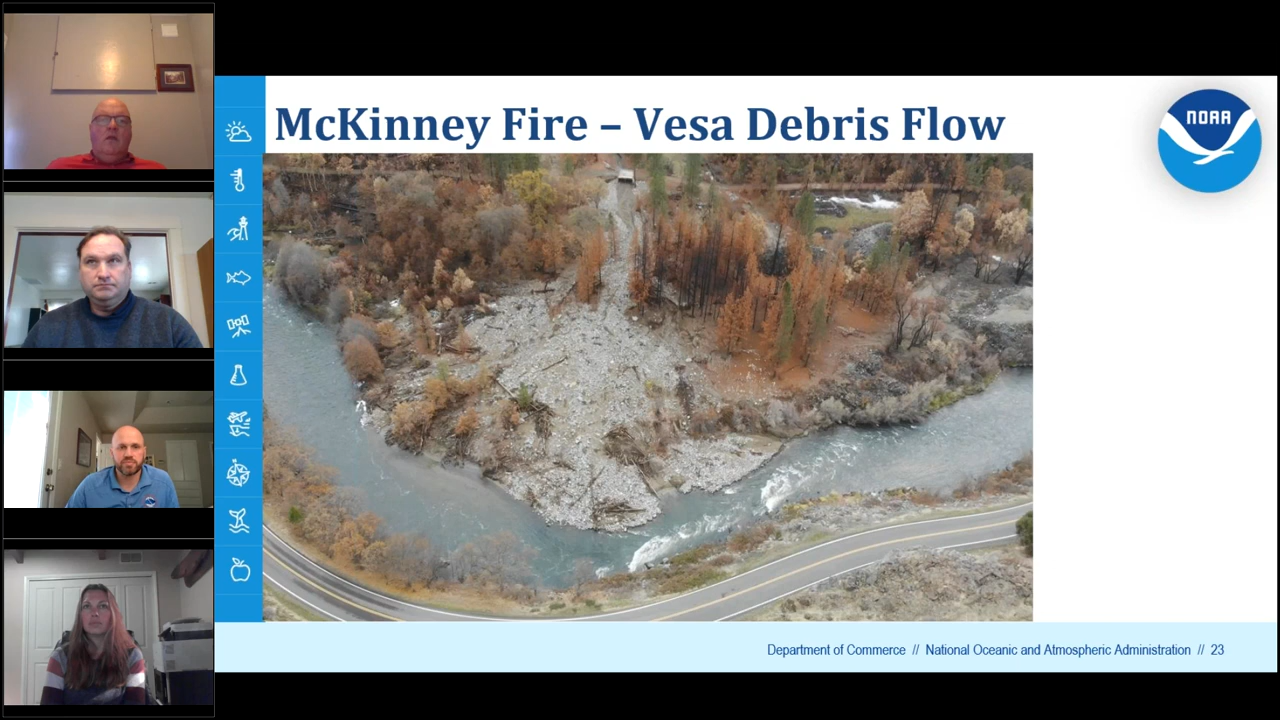 McKinney Fire – Vesa Debris Flow
NOAA
Department of Commerce // National Oceanic and Atmospheric Administration // 23